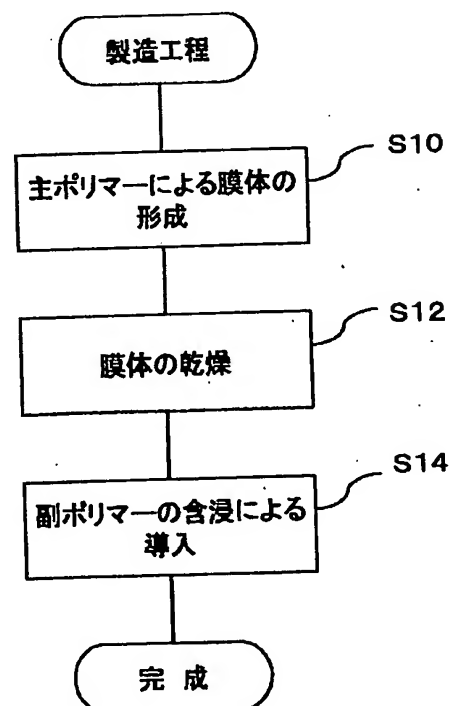 製造工程
S10
主ポリマーによる膜体の
形成
S12
膜体の乾燥
S14
副ポリマーの含浸による
導入
完 成